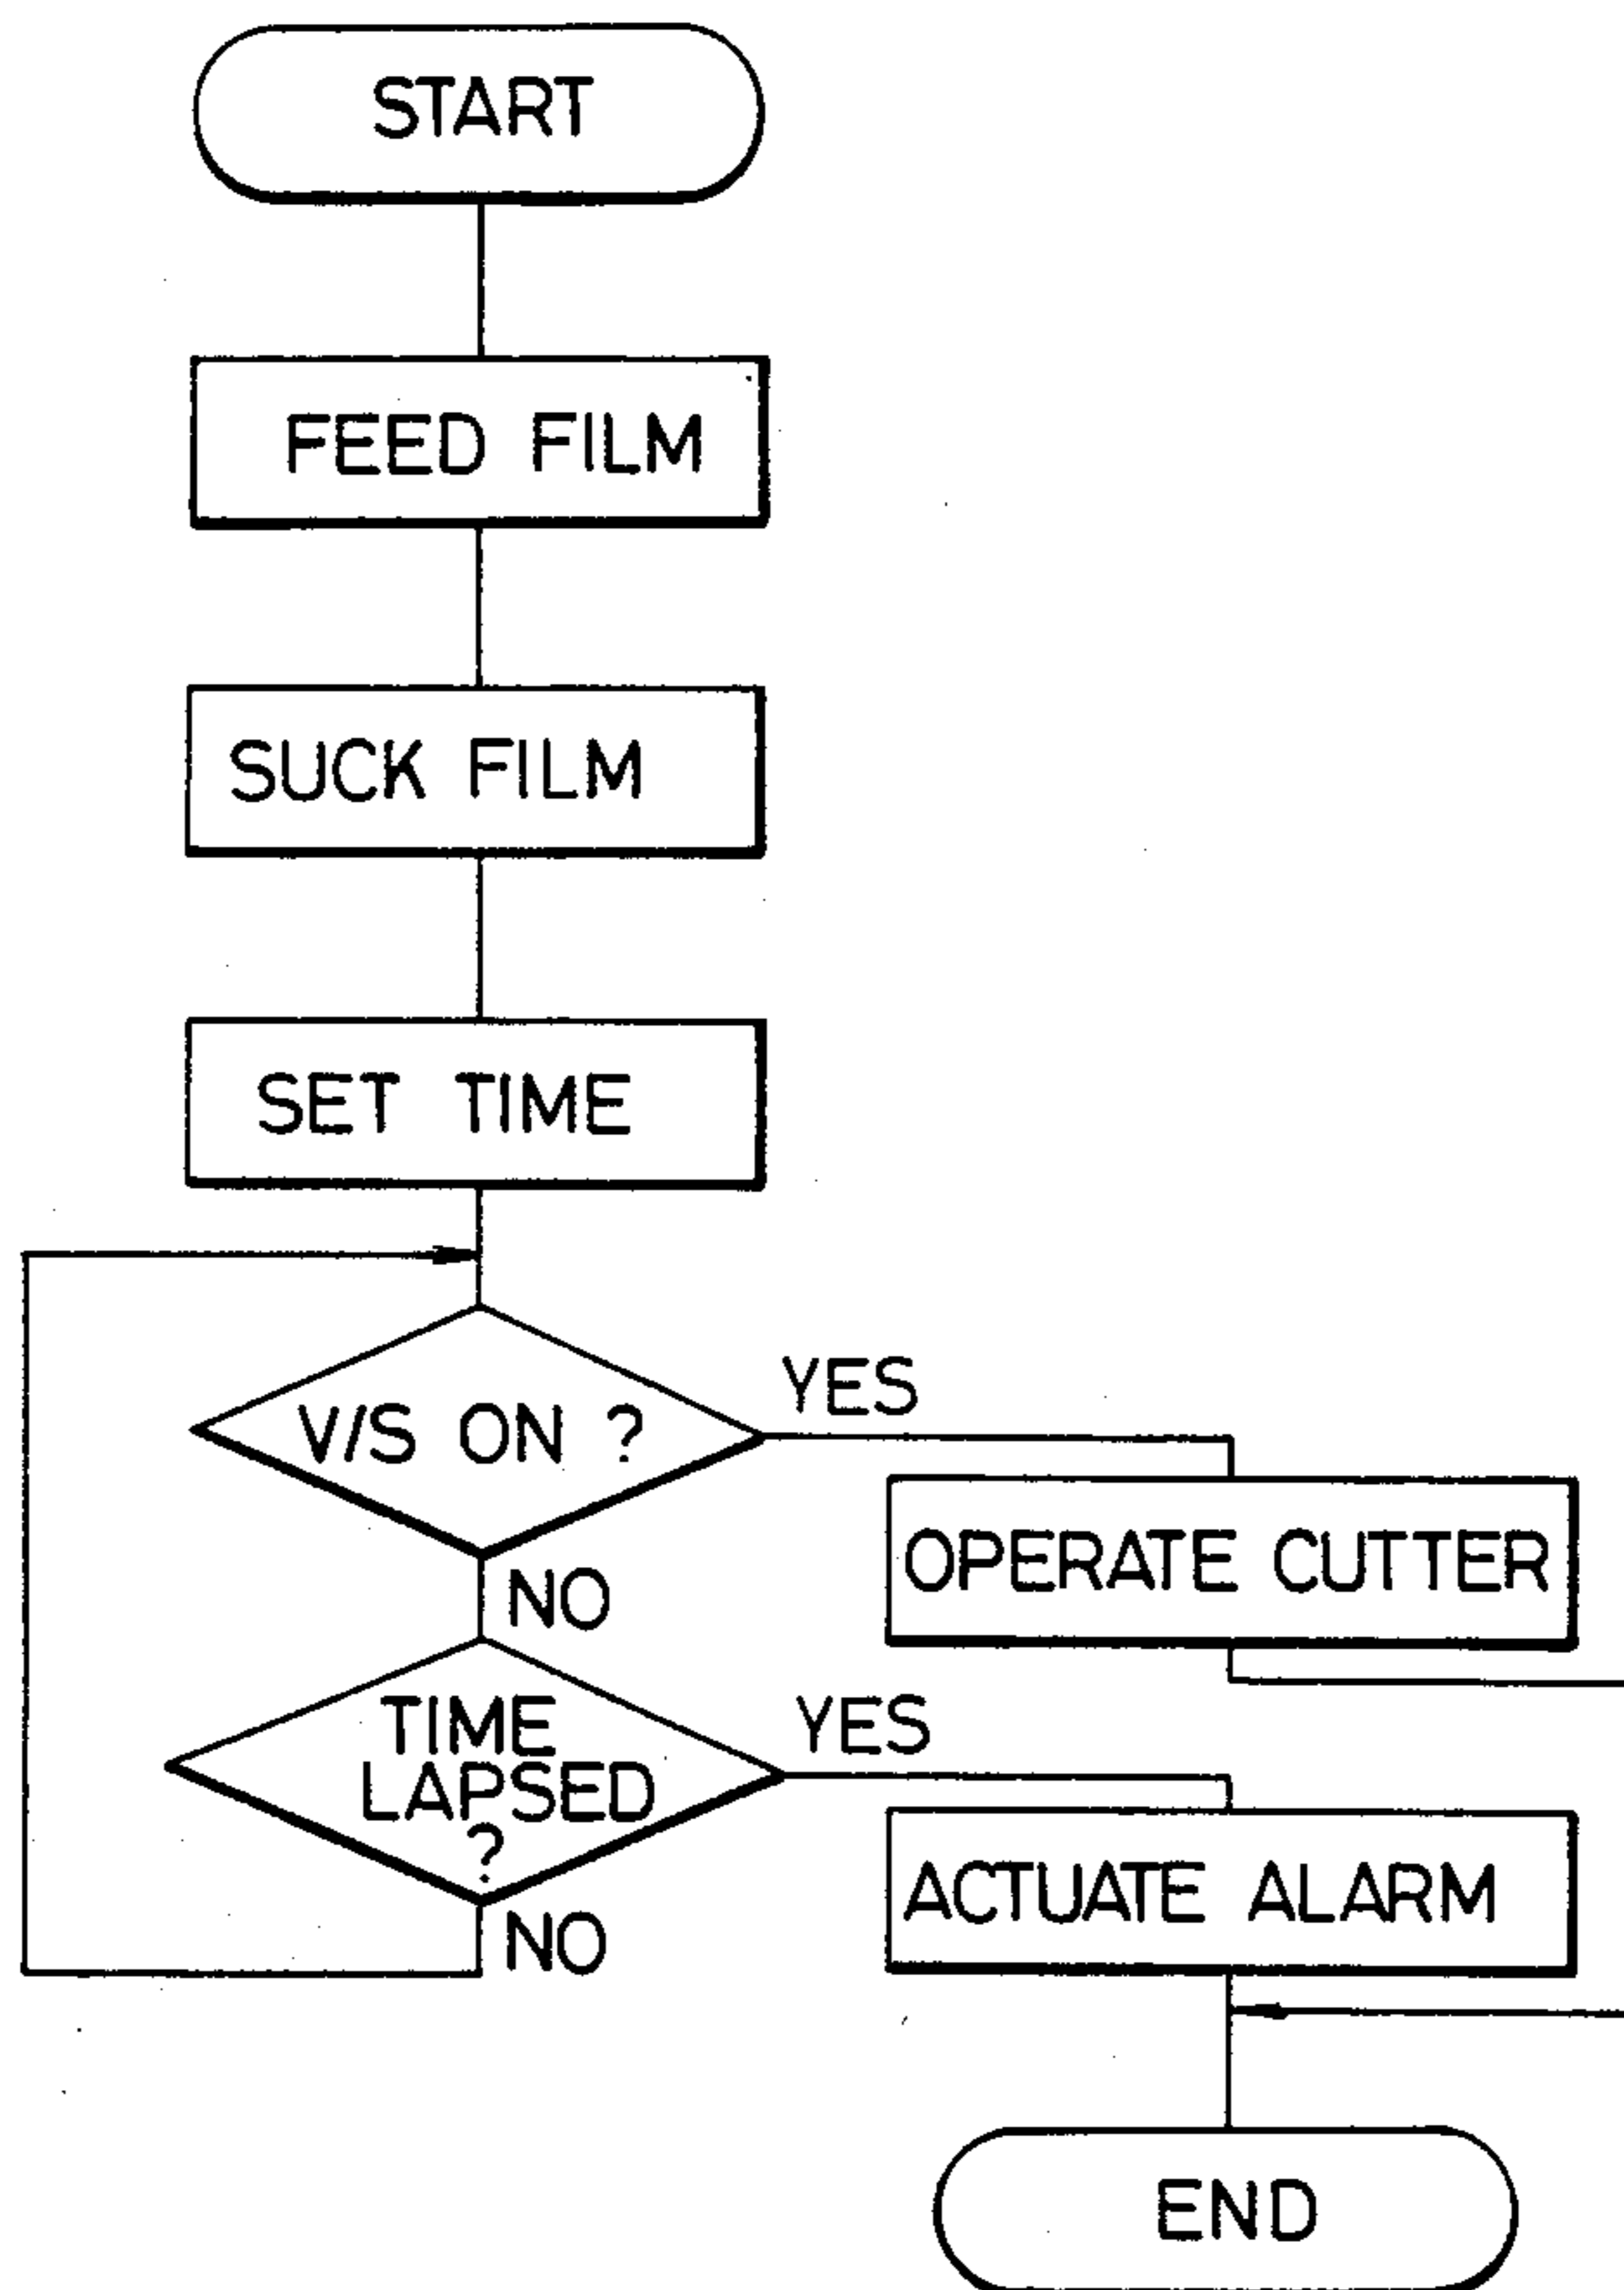 START
FEED FILM
SUCK FILM
SET TIME
V/S ON ?
YES
OPERATE CUTTER
NO
TIME
LAPSED
?
YES
ACTUATE ALARM
NO
END